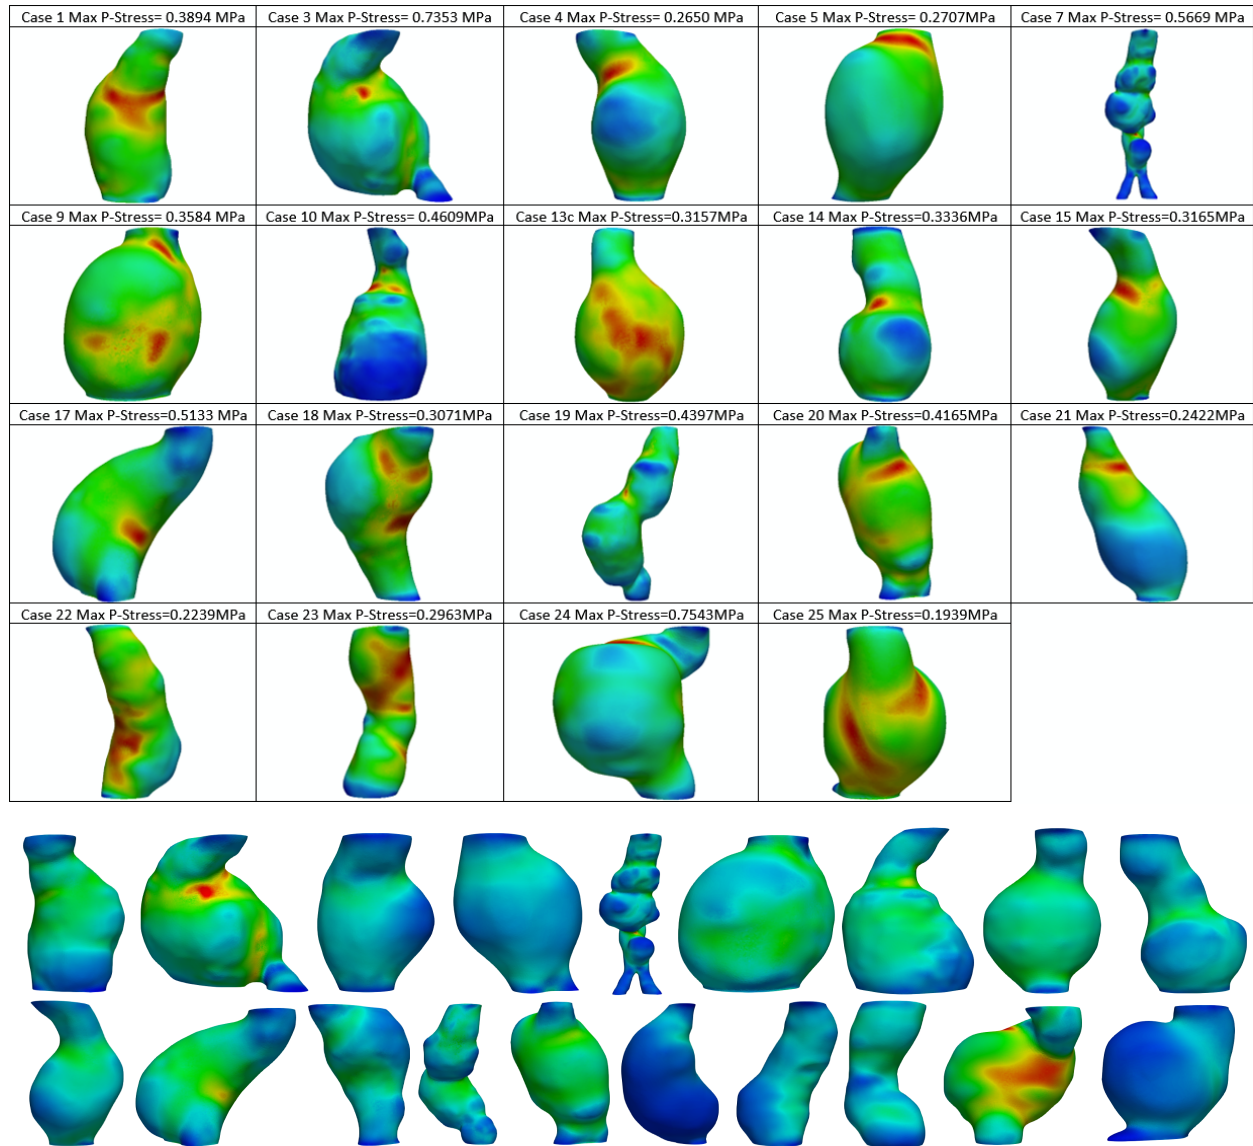 Case 1 Max P-Stress= 0.3894 MPa
Case 3 Max P-Stress= 0.7353 MPa
Case 4 Max P-Stress= 0.2650 MPa
Case 5 Max P-Stress= 0.2707MPa
Case 7 Max P-Stress= 0.5669 MPa
Case 9 Max P-Stress= 0.3584 MPa
Case 10 Max P-Stress= 0.4609MPa
Case 13c Max P-Stress=0.3157MPa
Case 14 Max P-Stress=0.3336MPa
Case 15 Max P-Stress=0.3165MPa
Case 17 Max P-Stress=0.5133 MPa
Case 18 Max P-Stress=0.3071MPa
Case 19 Max P-Stress=0.4397MPa
Case 20 Max P-Stress=0.4165MPa
Case 21 Max P-Stress=0.2422MPa
Case 22 Max P-Stress=0.2239MPa
Case 23 Max P-Stress=0.2963MPa
Case 24 Max P-Stress=0.7543MPa
Case 25 Max P-Stress=0.1939MPa